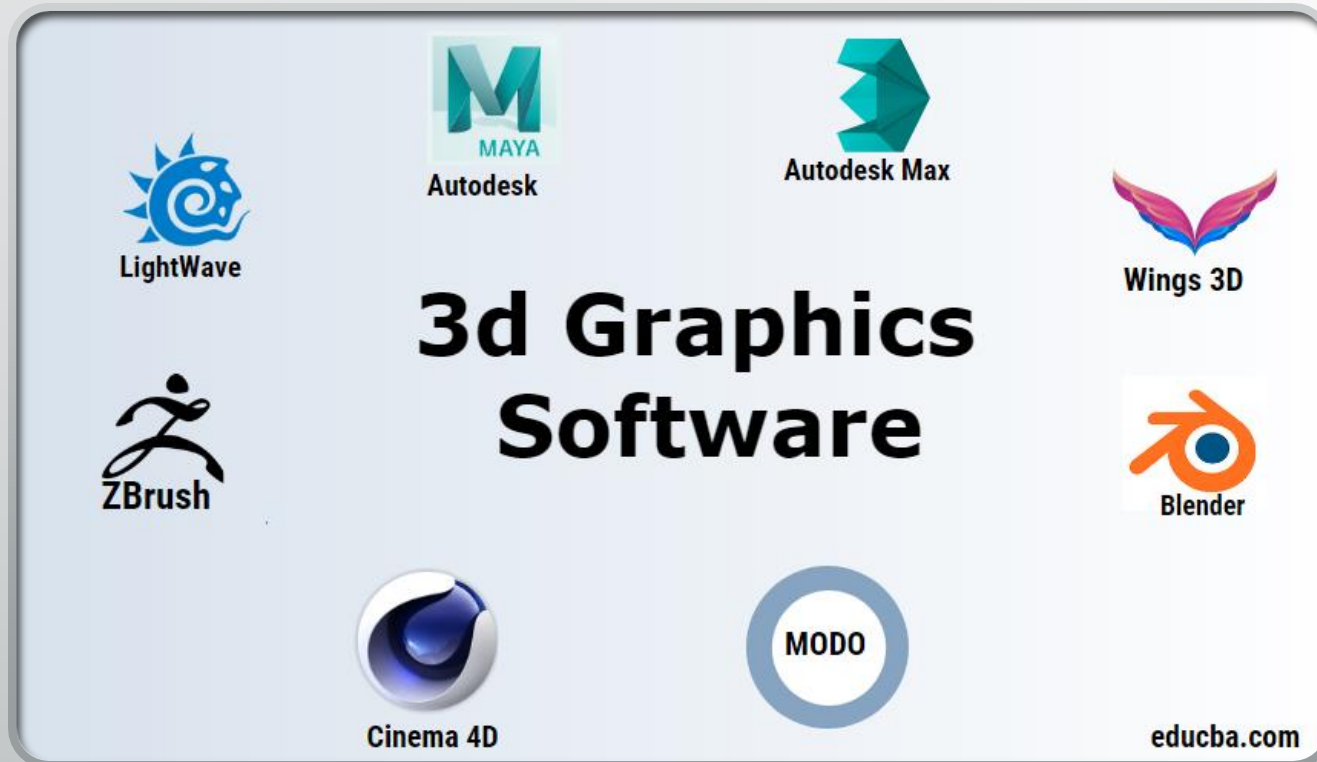 MAYA
Autodesk
Autodesk Max
LightWave
Wings 3D
3d Graphics
Software
ZBrush
Blender
MODO
Cinema 4D
educba.com